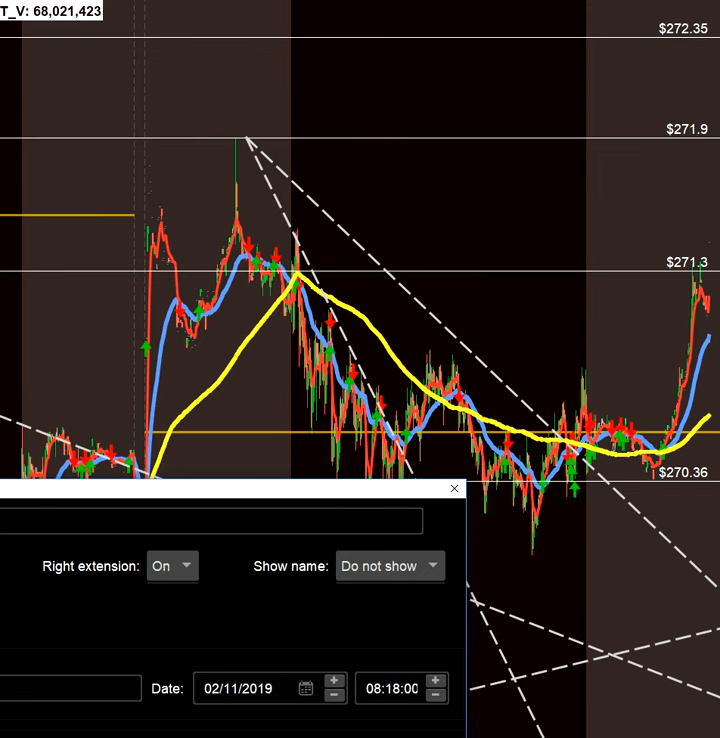 T_V: 68,021,423
$272.35
$271.9
$271.3
$270.36
Right extension: On Show name: Do not show
Date: 02/11/2019 08:18:00